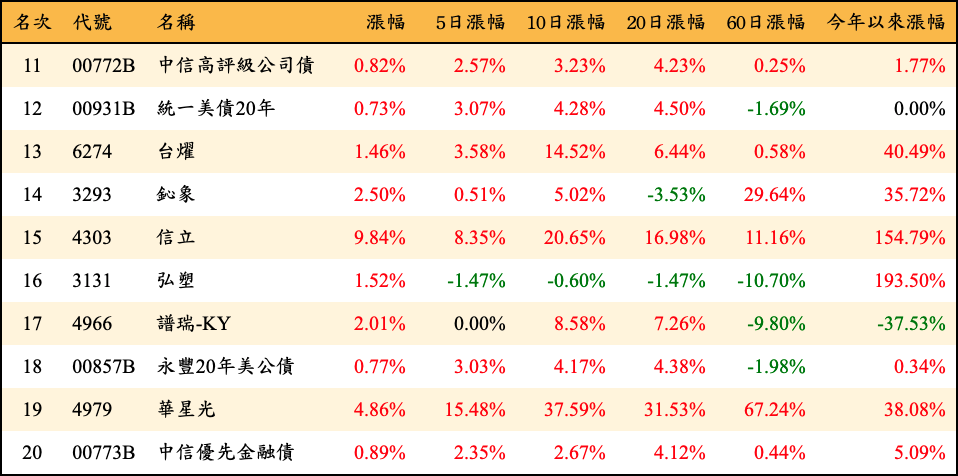 名次 代號 名稱 漲幅 5日漲幅 10日漲幅 20日漲幅 60日漲幅 今年以來漲幅
11 00772B 中信高評級公司債 0.82% 2.57% 3.23% 4.23% 0.25% 1.77%
12 00931B 統一美債20年 0.73% 3.07% 4.28% 4.50% -1.69% 0.00%
13 6274 台燿 1.46% 3.58% 14.52% 6.44% 0.58% 40.49%
14 3293 鈊象 2.50% 0.51% 5.02% -3.53% 29.64% 35.72%
15 4303 信立 9.84% 8.35% 20.65% 16.98% 11.16% 154.79%
16 3131 弘塑 1.52% -1.47% -0.60% -1.47% -10.70% 193.50%
17 4966 譜瑞-KY 2.01% 0.00% 8.58% 7.26% -9.80% -37.53%
18 00857B 永豐20年美公債 0.77% 3.03% 4.17% 4.38% -1.98% 0.34%
19 4979 華星光 4.86% 15.48% 37.59% 31.53% 67.24% 38.08%
20 00773B 中信優先金融債 0.89% 2.35% 2.67% 4.12% 0.44% 5.09%